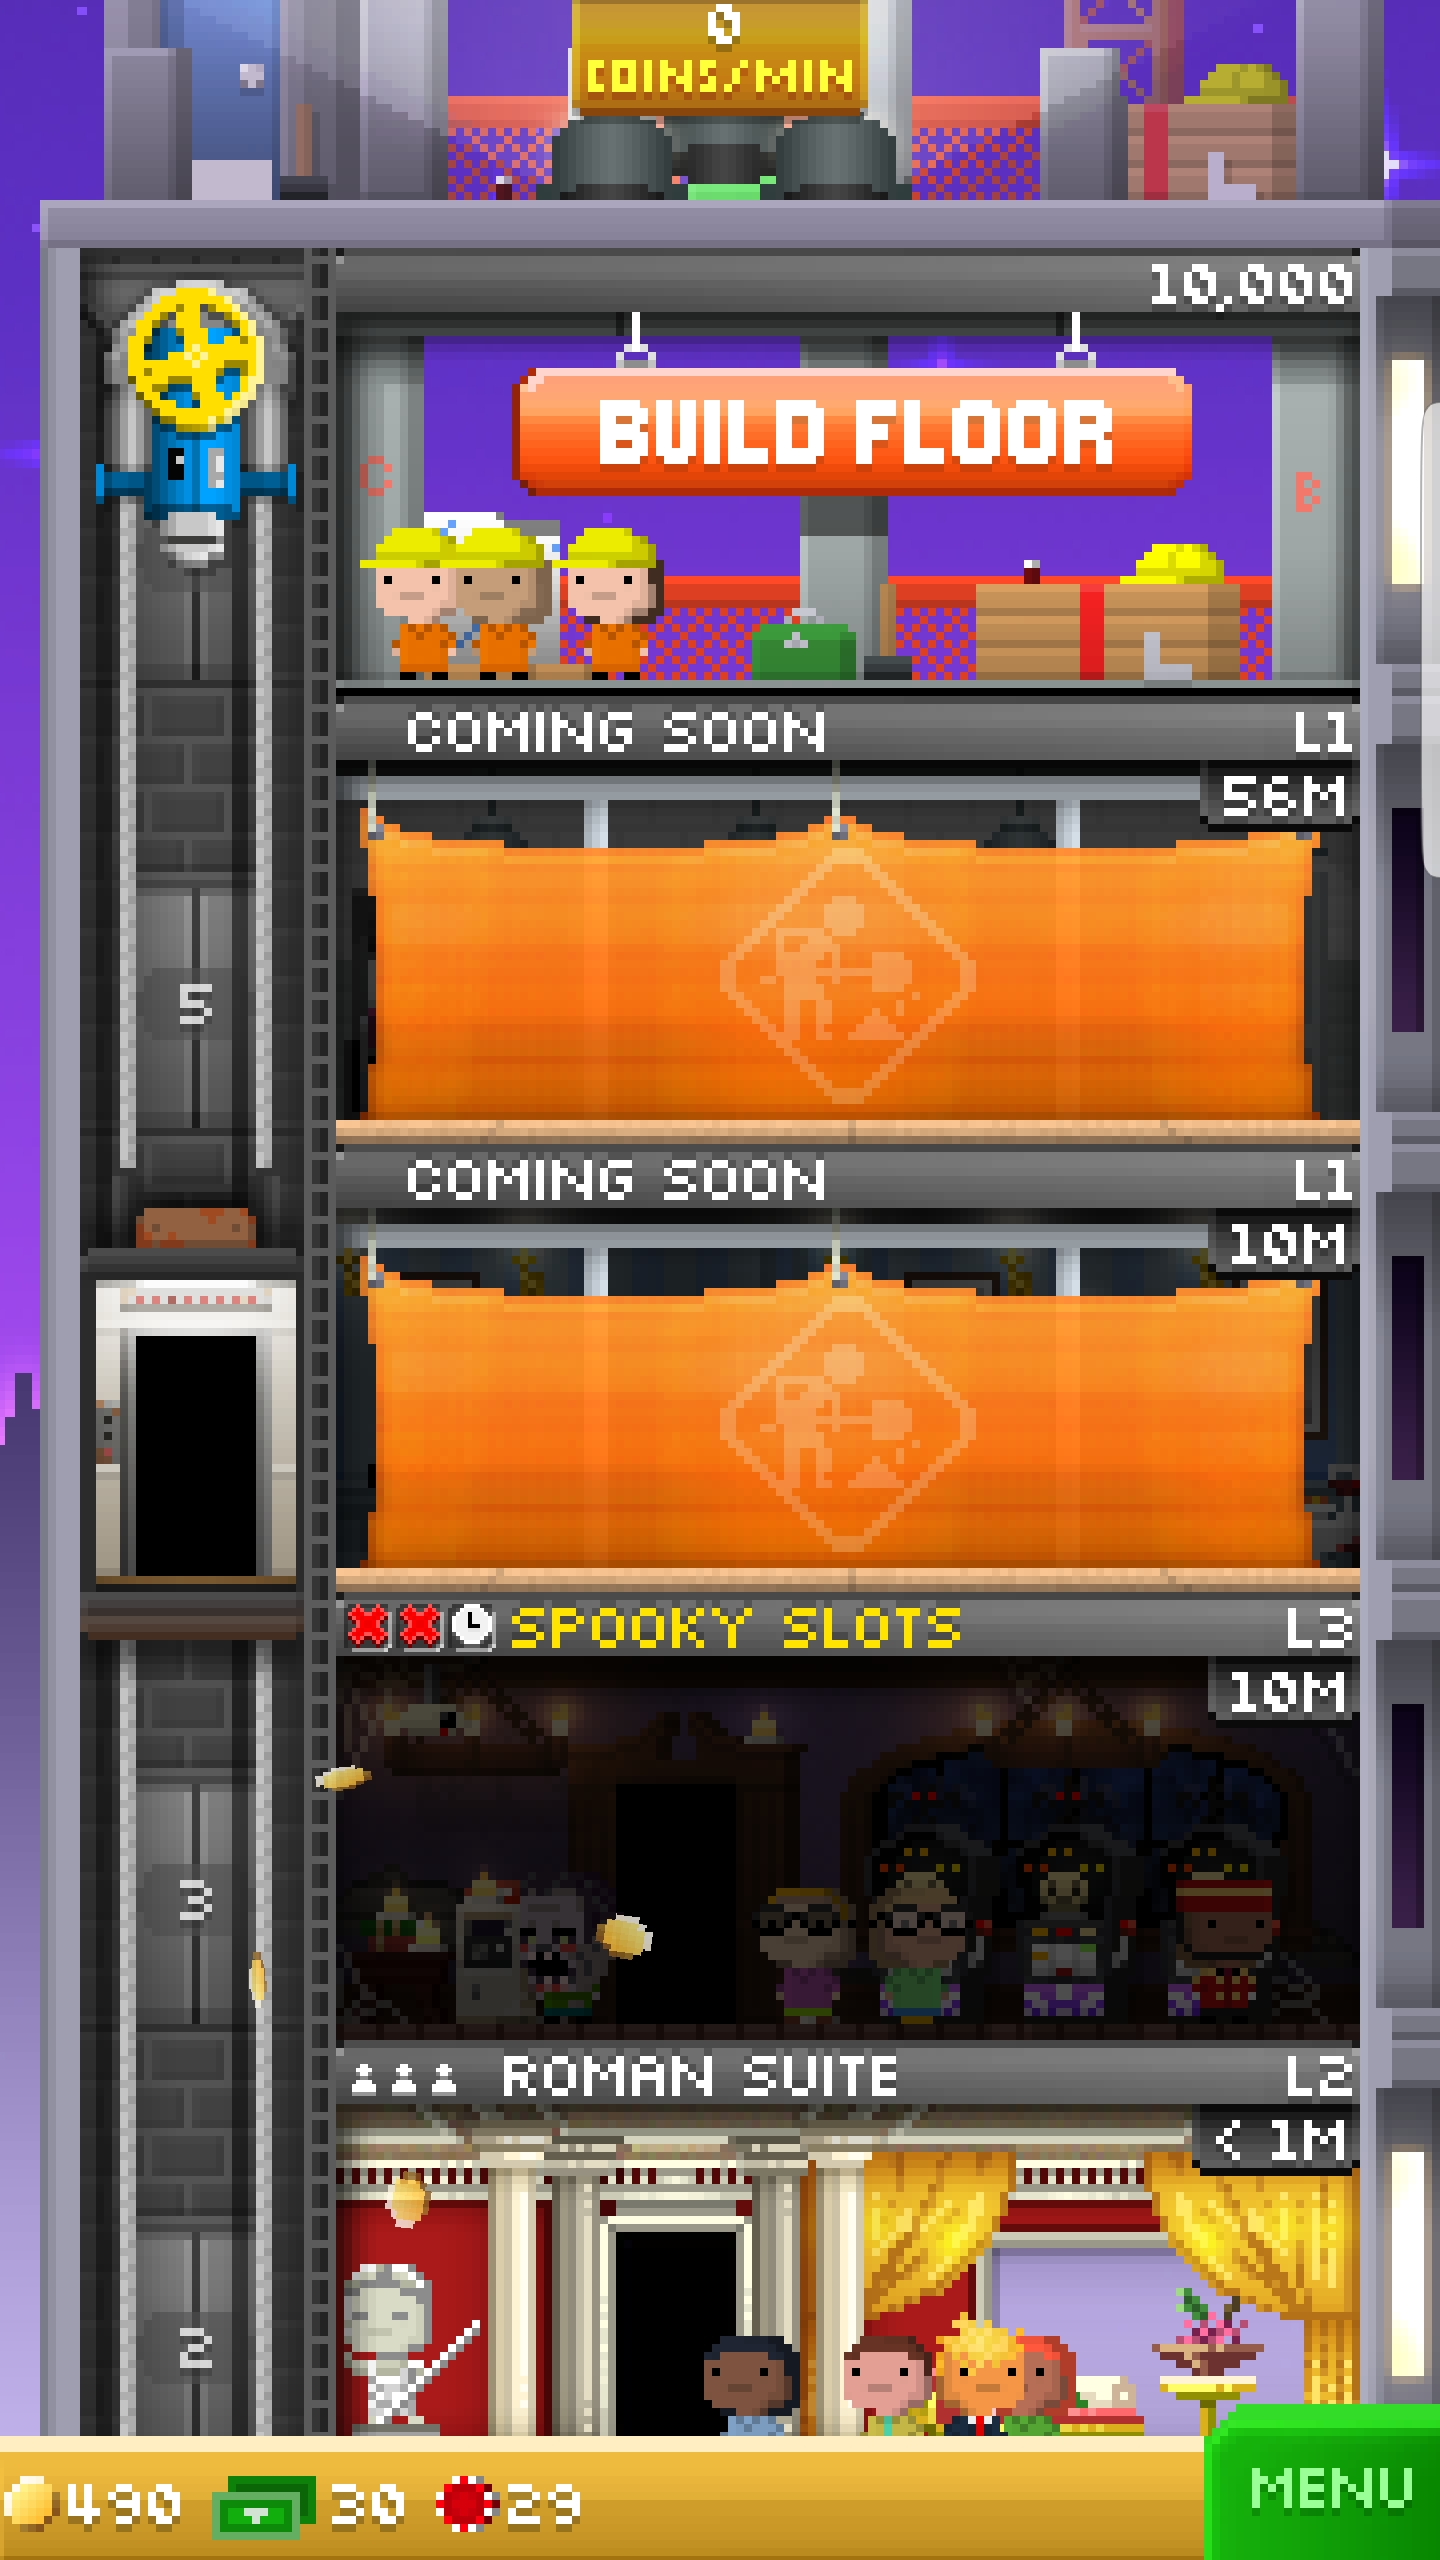 0
COINS/MIN
10,000
BUILD FLOOR
C
B
COMING SOON L1
56M
5
COMING SOON L1
10M
SPOOKY SLOTS L3
10M
3
ROMAN SUITE L2
< 1M
2
490 30 29
MENU